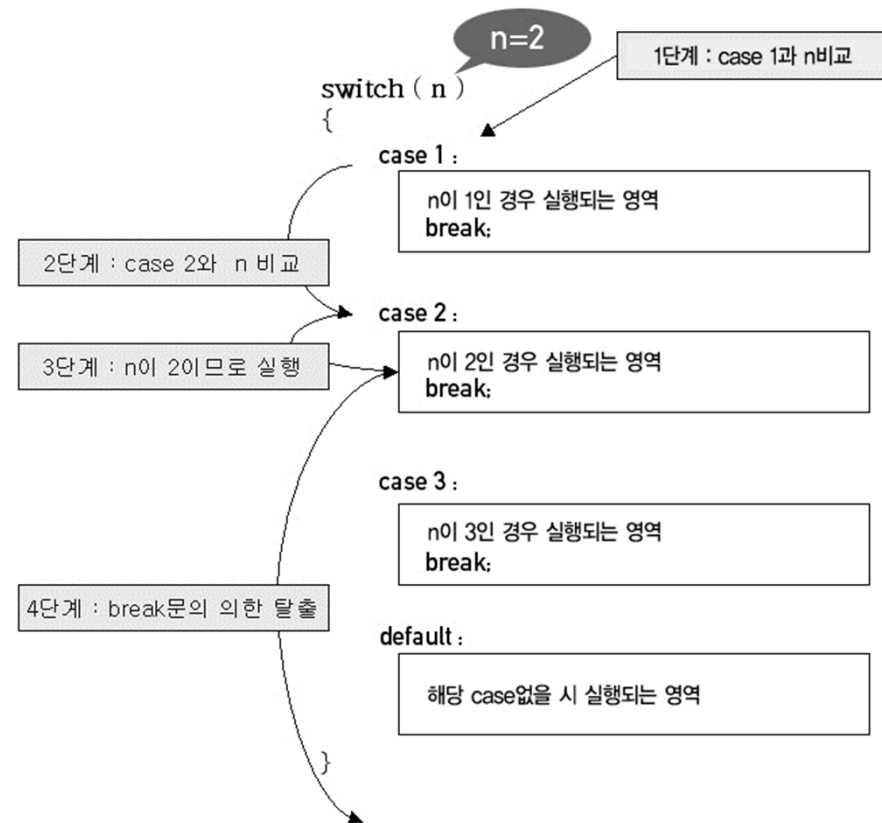 n=2
1단계 : case 1과 n비교
switch ( n )
{
case 1 :
n이 1인 경우 실행되는 영역
break;
2단계 : case 2와 n 비교
case 2 :
3단계 : n이 2이므로 실행
n이 2인 경우 실행되는 영역
break;
case 3 :
n이 3인 경우 실행되는 영역
break;
4단계 : break문의 의한 탈출
default :
해당 case없을 시 실행되는 영역
}